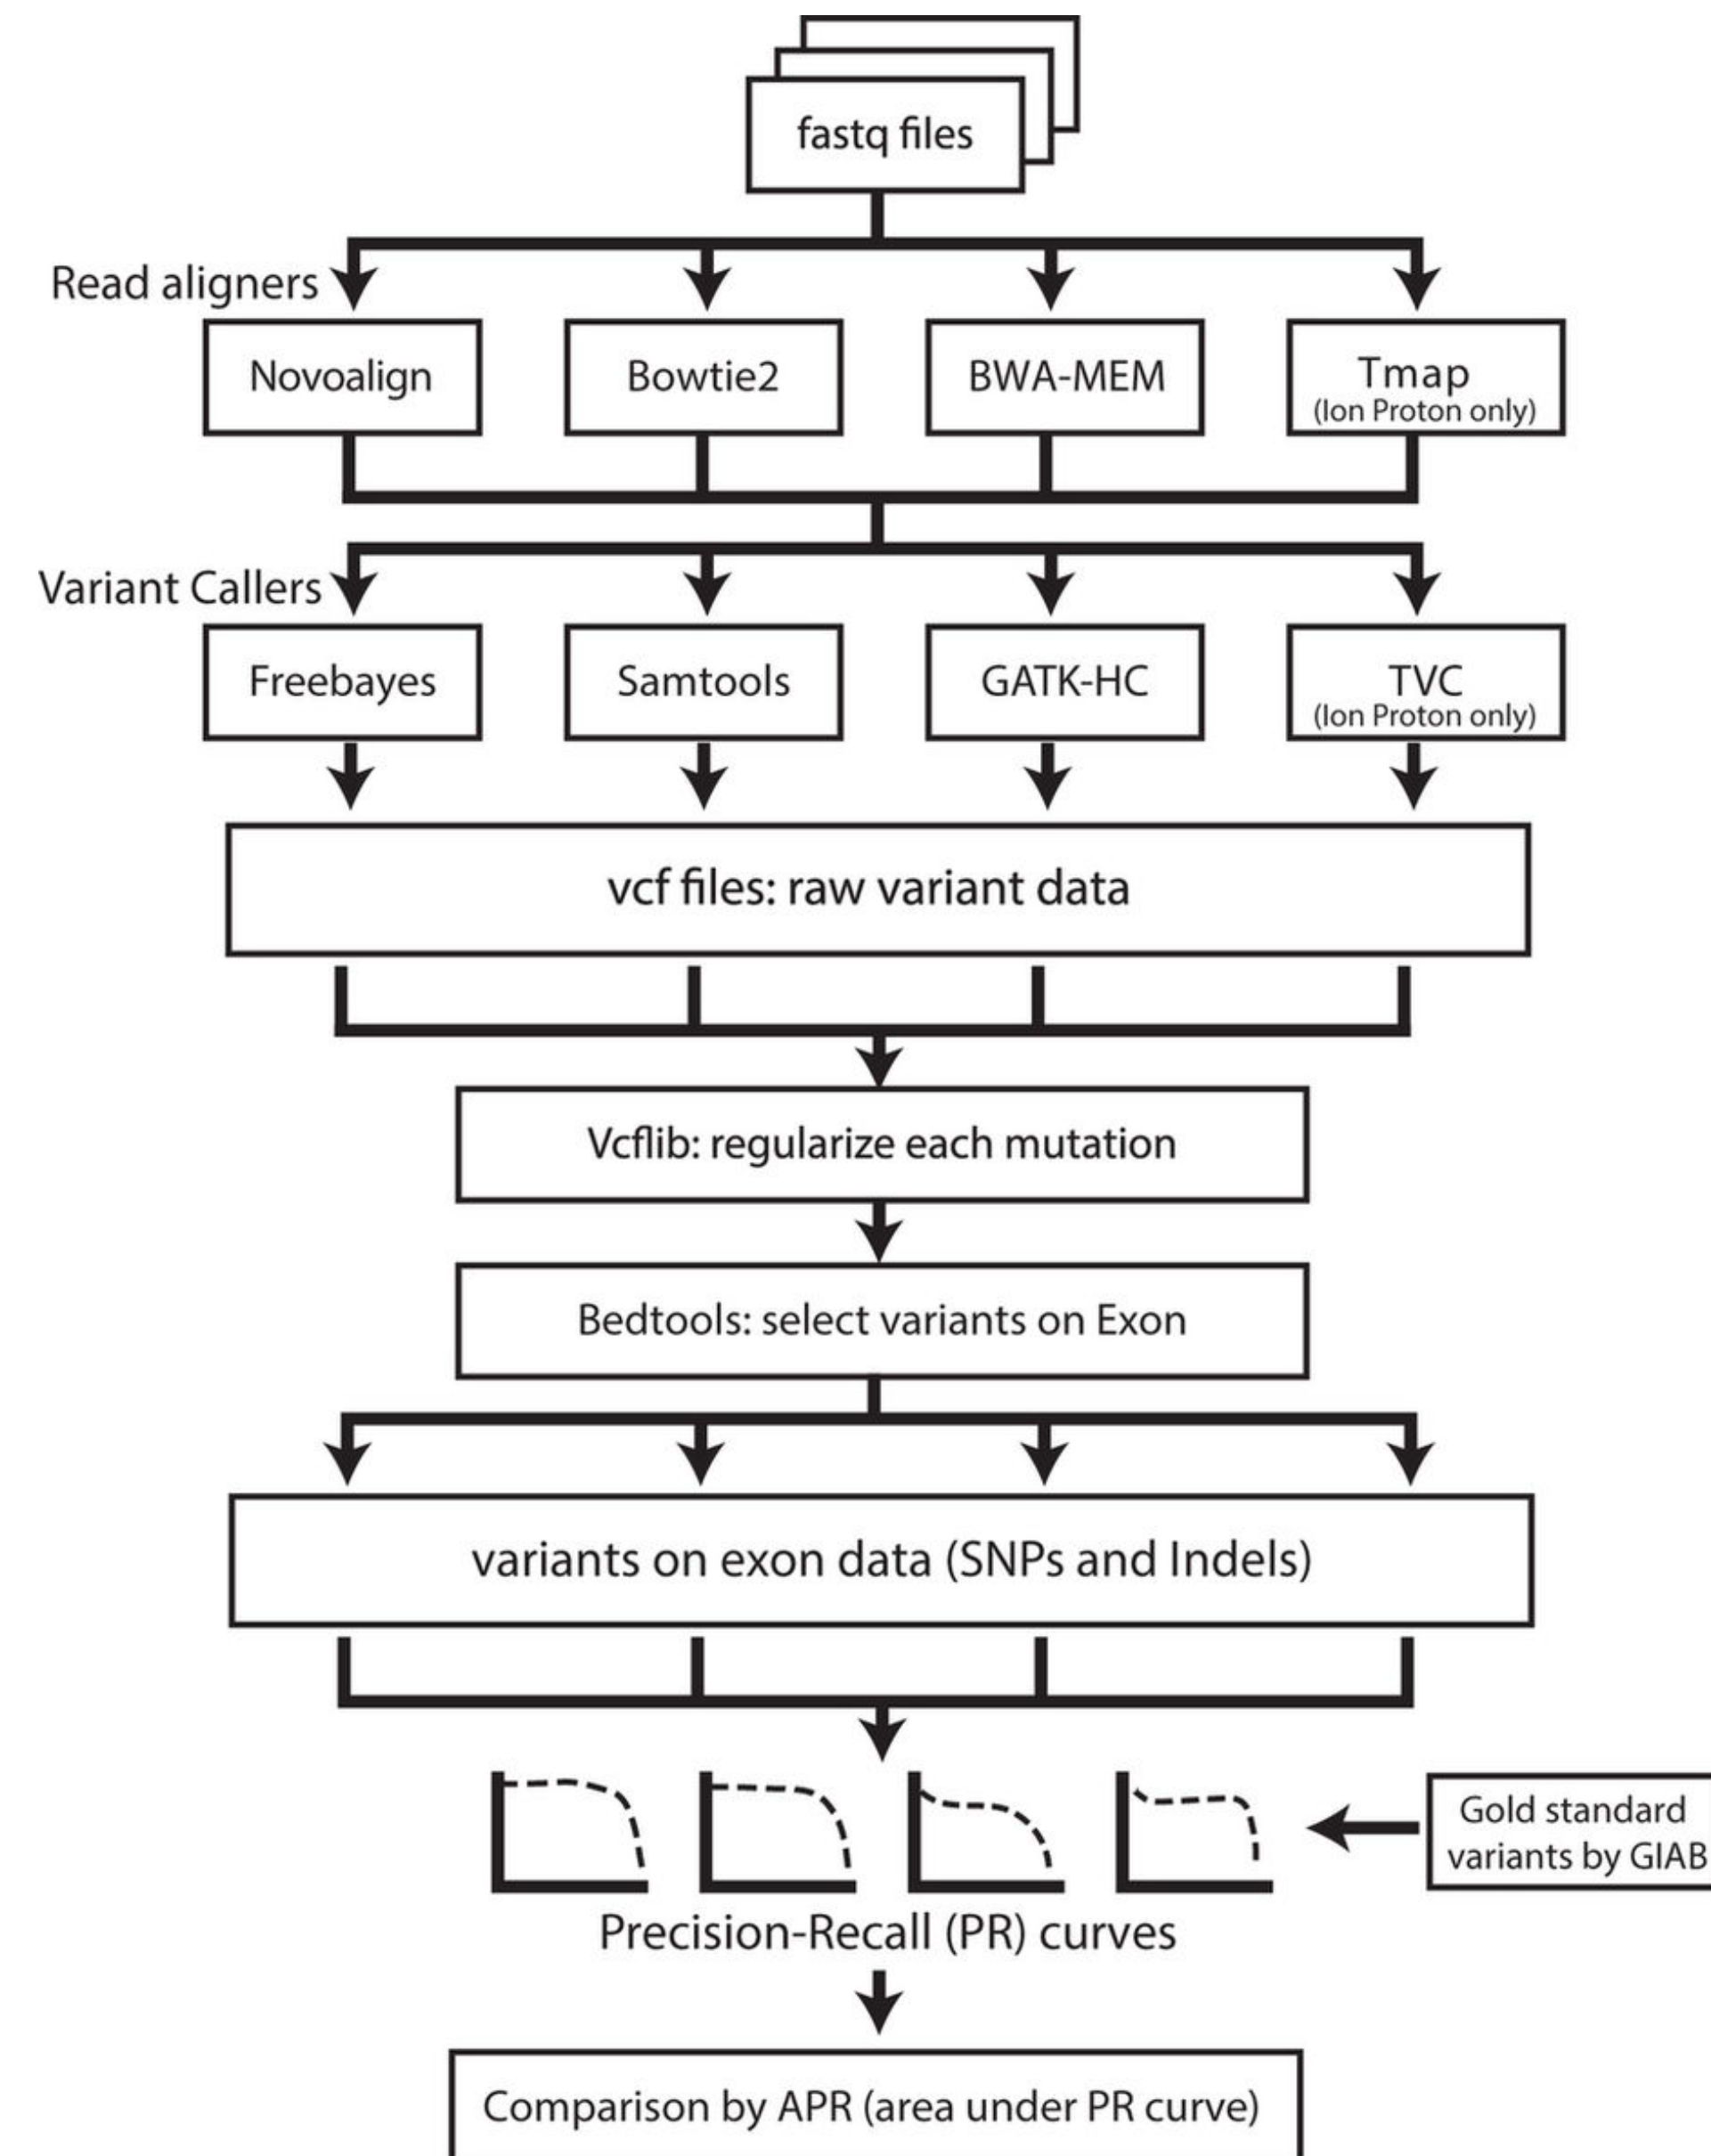 fastq files
Read aligners
Novoalign
Bowtie2
BWA-MEM
Tmap
(Ion Proton only)
Variant Callers
Freebayes
Samtools
GATK-HC
TVC
(Ion Proton only)
vcf files: raw variant data
Vcflib: regularize each mutation
Bedtools: select variants on Exon
variants on exon data (SNPs and Indels)
Gold standard
variants by GIAB
Precision-Recall (PR) curves
Comparison by APR (area under PR curve)